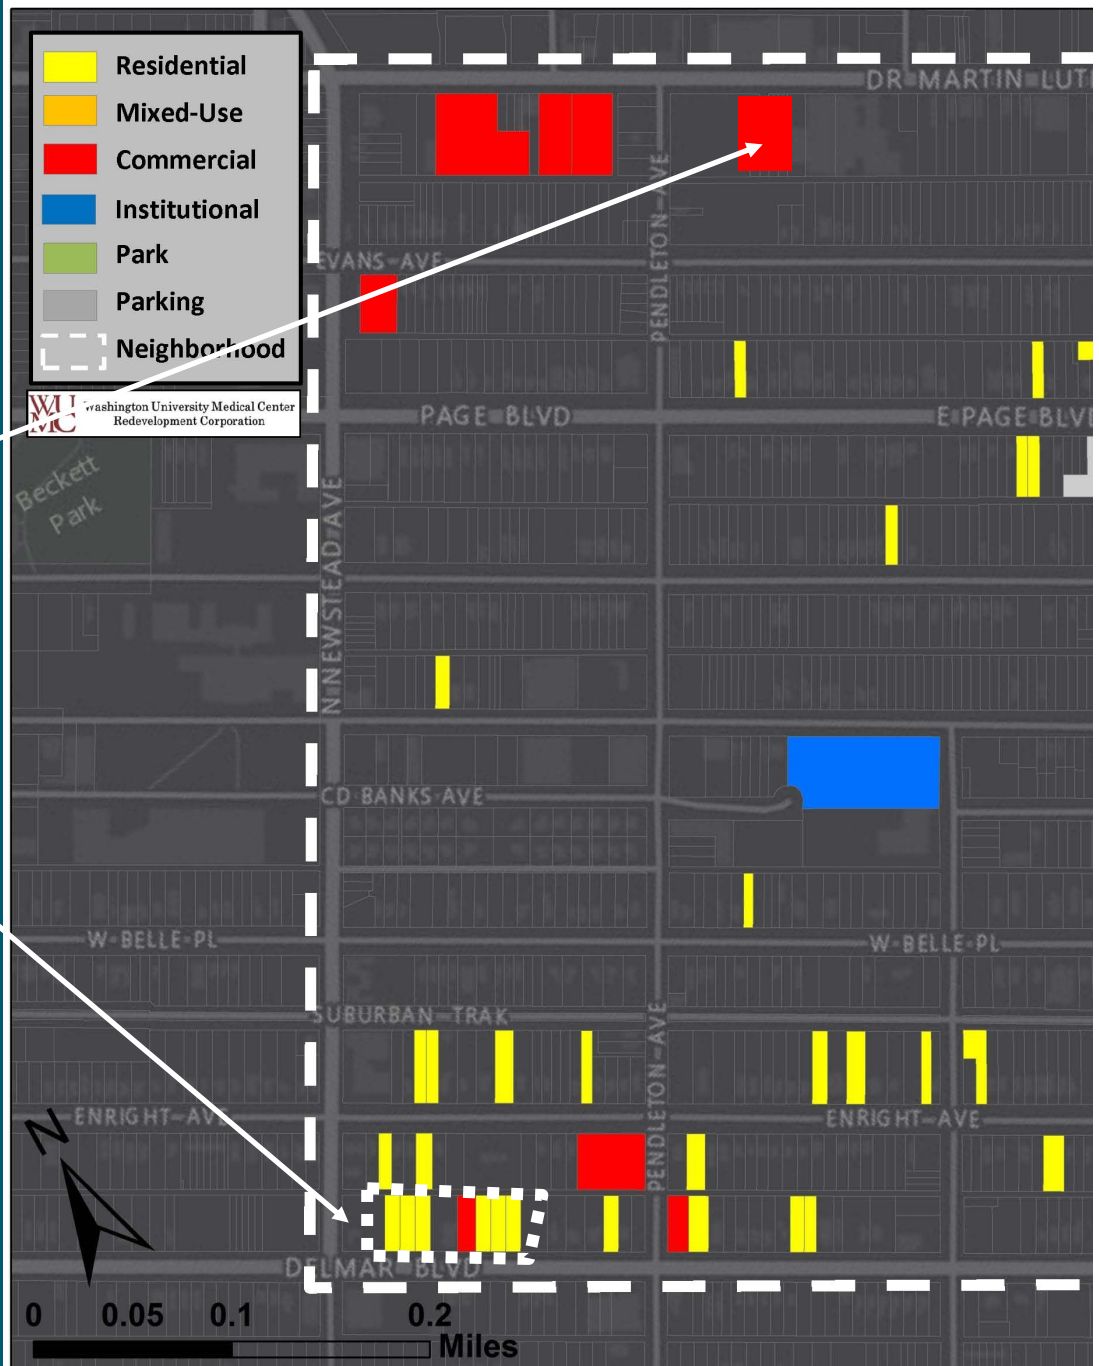 Residential
Mixed-Use
Commercial
Institutional
Park
Parking
Neighborhood
WU
MC
Washington University Medical Center
Redevelopment Corporation
DR MARTIN LUT
PENDLETON-AVE
EVANS-AVE
PAGE BLVD
E PAGE BLVD
Beckett
Park
N NEWSTEAD AVE
CD BANKS AVE
W BELLE PL
W BELLE PL
SUBURBAN TRAK
PENDLETON-AVE
ENRIGHT-AVE
ENRIGHT-AVE
N
DELMAR BLVD
0 0.05 0.1 0.2
Miles